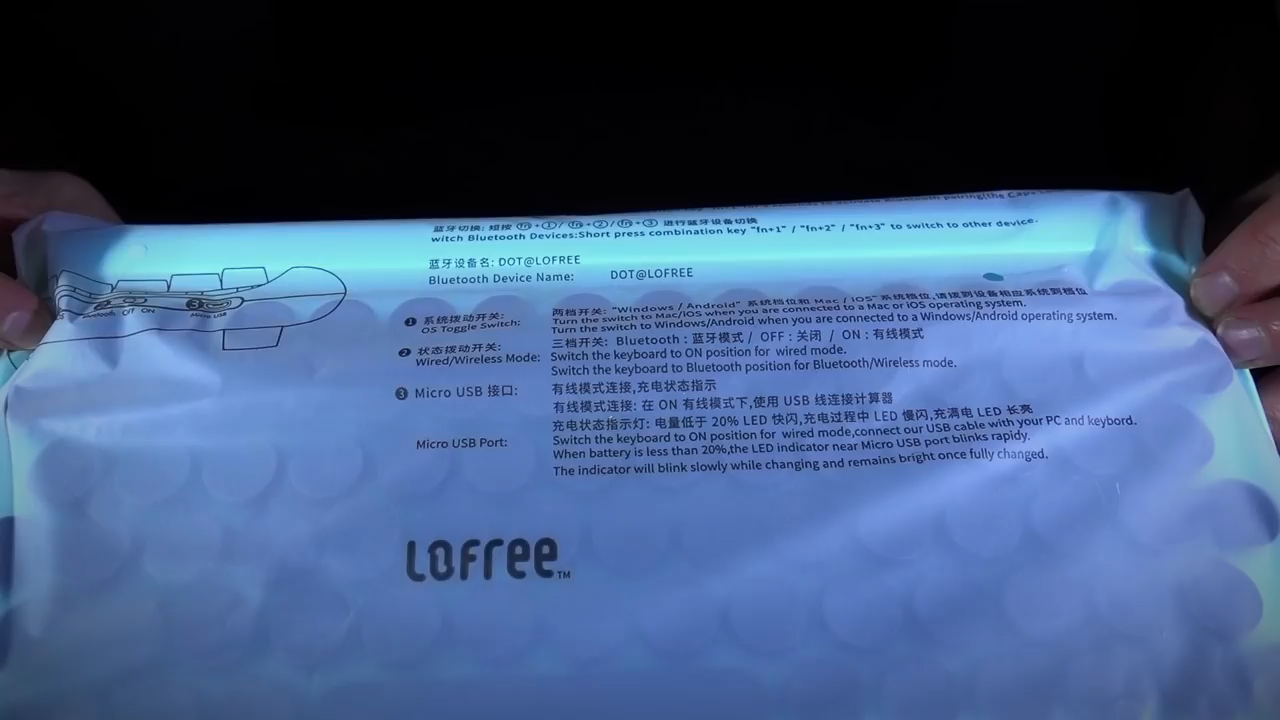 pairing(the Caps
蓝牙切换: 短按 fn+①/fn+②/fn+③ 进行蓝牙设备切换
witch Bluetooth Devices:Short press combination key "fn+1" / "fn+2" / "fn+3" to switch to other device.
蓝牙设备名: DOT@LOFREE
Bluetooth Device Name: DOT@LOFREE
Bluetooth OFF ON
③ Micro USB
❶ 系统拨动开关: 两档开关: "Windows / Android" 系统档位和 Mac / iOS" 系统档位,请拨到设备相应系统到档位
OS Toggle Switch: Turn the switch to Mac/iOS when you are connected to a Mac or iOS operating system.
Turn the switch to Windows/Android when you are connected to a Windows/Android operating system.
❷ 状态拨动开关: 三档开关: Bluetooth : 蓝牙模式 / OFF : 关闭 / ON : 有线模式
Wired/Wireless Mode: Switch the keyboard to ON position for wired mode.
Switch the keyboard to Bluetooth position for Bluetooth/Wireless mode.
❸ Micro USB 接口: 有线模式连接,充电状态指示
有线模式连接: 在 ON 有线模式下,使用 USB 线连接计算器
充电状态指示灯: 电量低于 20% LED 快闪,充电过程中 LED 慢闪,充满电 LED 长亮
Micro USB Port: Switch the keyboard to ON position for wired mode,connect our USB cable with your PC and keybord.
When battery is less than 20%,the LED indicator near Micro USB port blinks rapidly.
The indicator will blink slowly while changing and remains bright once fully changed.
LOFREE™